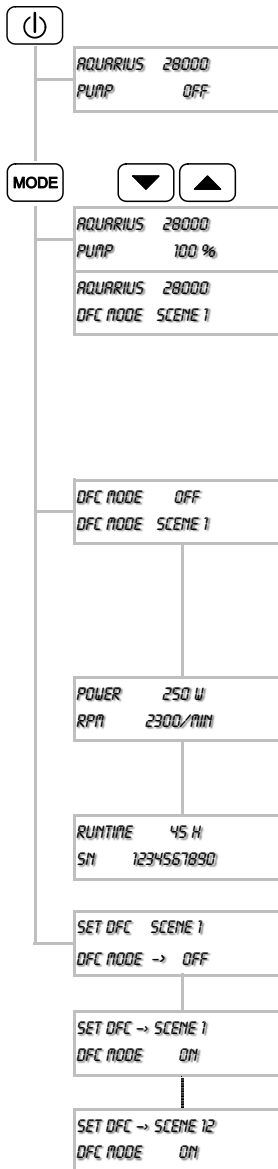 AQUARIUS 28000
PUMP OFF
MODE
AQUARIUS 28000
PUMP 100 %
AQUARIUS 28000
DFC MODE SCENE 1
DFC MODE OFF
DFC MODE SCENE 1
POWER 250 W
RPM 2300/MIN
RUNTIME 45 H
SN 1234567890
SET DFC SCENE 1
DFC MODE -> OFF
SET DFC -> SCENE 1
DFC MODE ON
SET DFC -> SCENE 12
DFC MODE ON